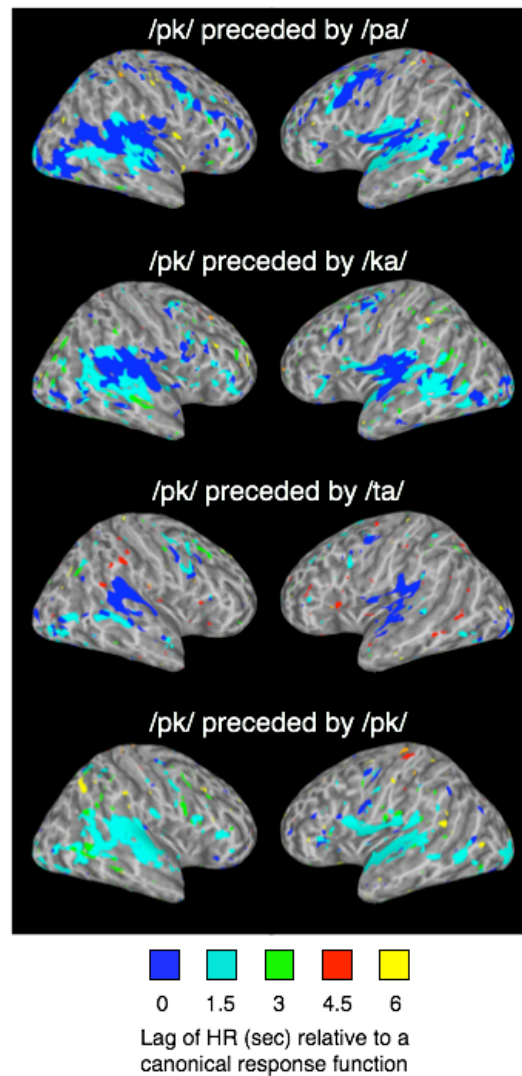 /pk/ preceded by /pa/
/pk/ preceded by /ka/
/pk/ preceded by /ta/
/pk/ preceded by /pk/
0 1.5 3 4.5 6
Lag of HR (sec) relative to a
canonical response function